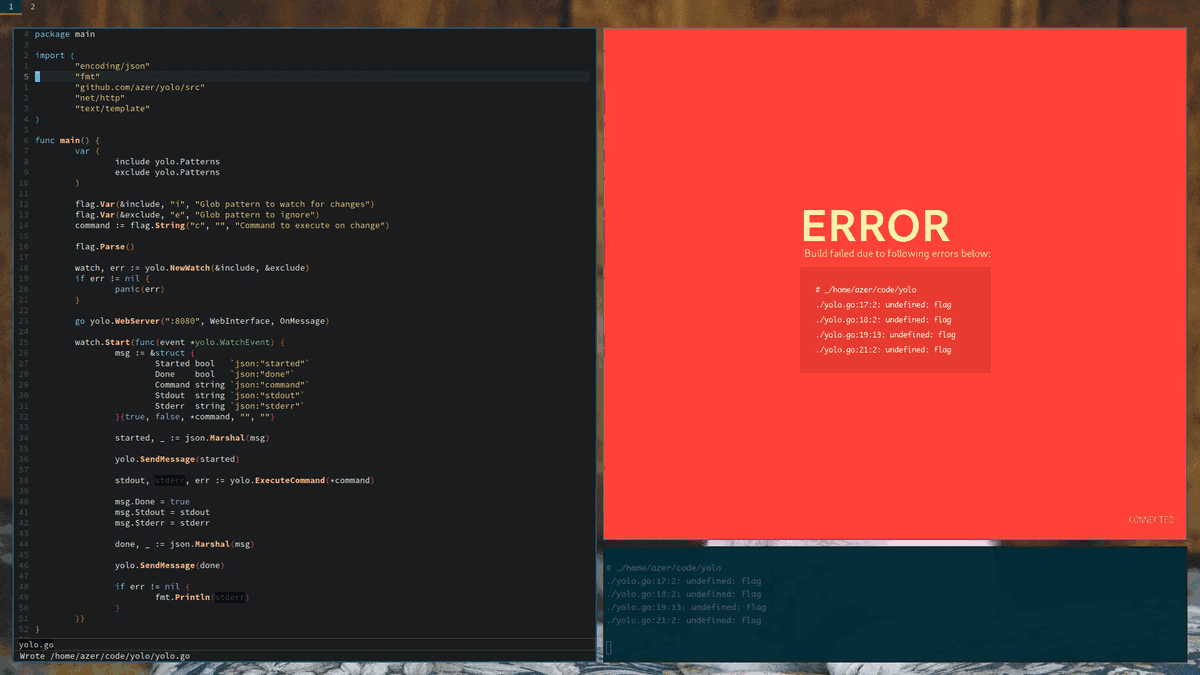 1 2
4 package main
3
2 import (
1 "encoding/json"
5 "fmt"
1 "github.com/azer/yolo/src"
2 "net/http"
3 "text/template"
4 )
5
6 func main() {
7 var (
8 include yolo.Patterns
9 exclude yolo.Patterns
10 )
11
12 flag.Var(&include, "i", "Glob pattern to watch for changes")
13 flag.Var(&exclude, "e", "Glob pattern to ignore")
14 command := flag.String("c", "", "Command to execute on change")
15
16 flag.Parse()
17
18 watch, err := yolo.NewWatch(&include, &exclude)
19 if err != nil {
20 panic(err)
21 }
22
23 go yolo.WebServer(":8080", WebInterface, OnMessage)
24
25 watch.Start(func(event *yolo.WatchEvent) {
26 msg := &struct {
27 Started bool `json:"started"`
28 Done bool `json:"done"`
29 Command string `json:"command"`
30 Stdout string `json:"stdout"`
31 Stderr string `json:"stderr"`
32 }{true, false, *command, "", ""}
33
34 started, _ := json.Marshal(msg)
35
36 yolo.SendMessage(started)
37
38 stdout, stderr, err := yolo.ExecuteCommand(*command)
39
40 msg.Done = true
41 msg.Stdout = stdout
42 msg.Stderr = stderr
43
44 done, _ := json.Marshal(msg)
45
46 yolo.SendMessage(done)
47
48 if err != nil {
49 fmt.Println(stderr)
50 }
51 })
52 }
yolo.go
Wrote /home/azer/code/yolo/yolo.go
ERROR
Build failed due to following errors below:
# _/home/azer/code/yolo
./yolo.go:17:2: undefined: flag
./yolo.go:18:2: undefined: flag
./yolo.go:19:13: undefined: flag
./yolo.go:21:2: undefined: flag
CONNECTED
# _/home/azer/code/yolo
./yolo.go:17:2: undefined: flag
./yolo.go:18:2: undefined: flag
./yolo.go:19:13: undefined: flag
./yolo.go:21:2: undefined: flag